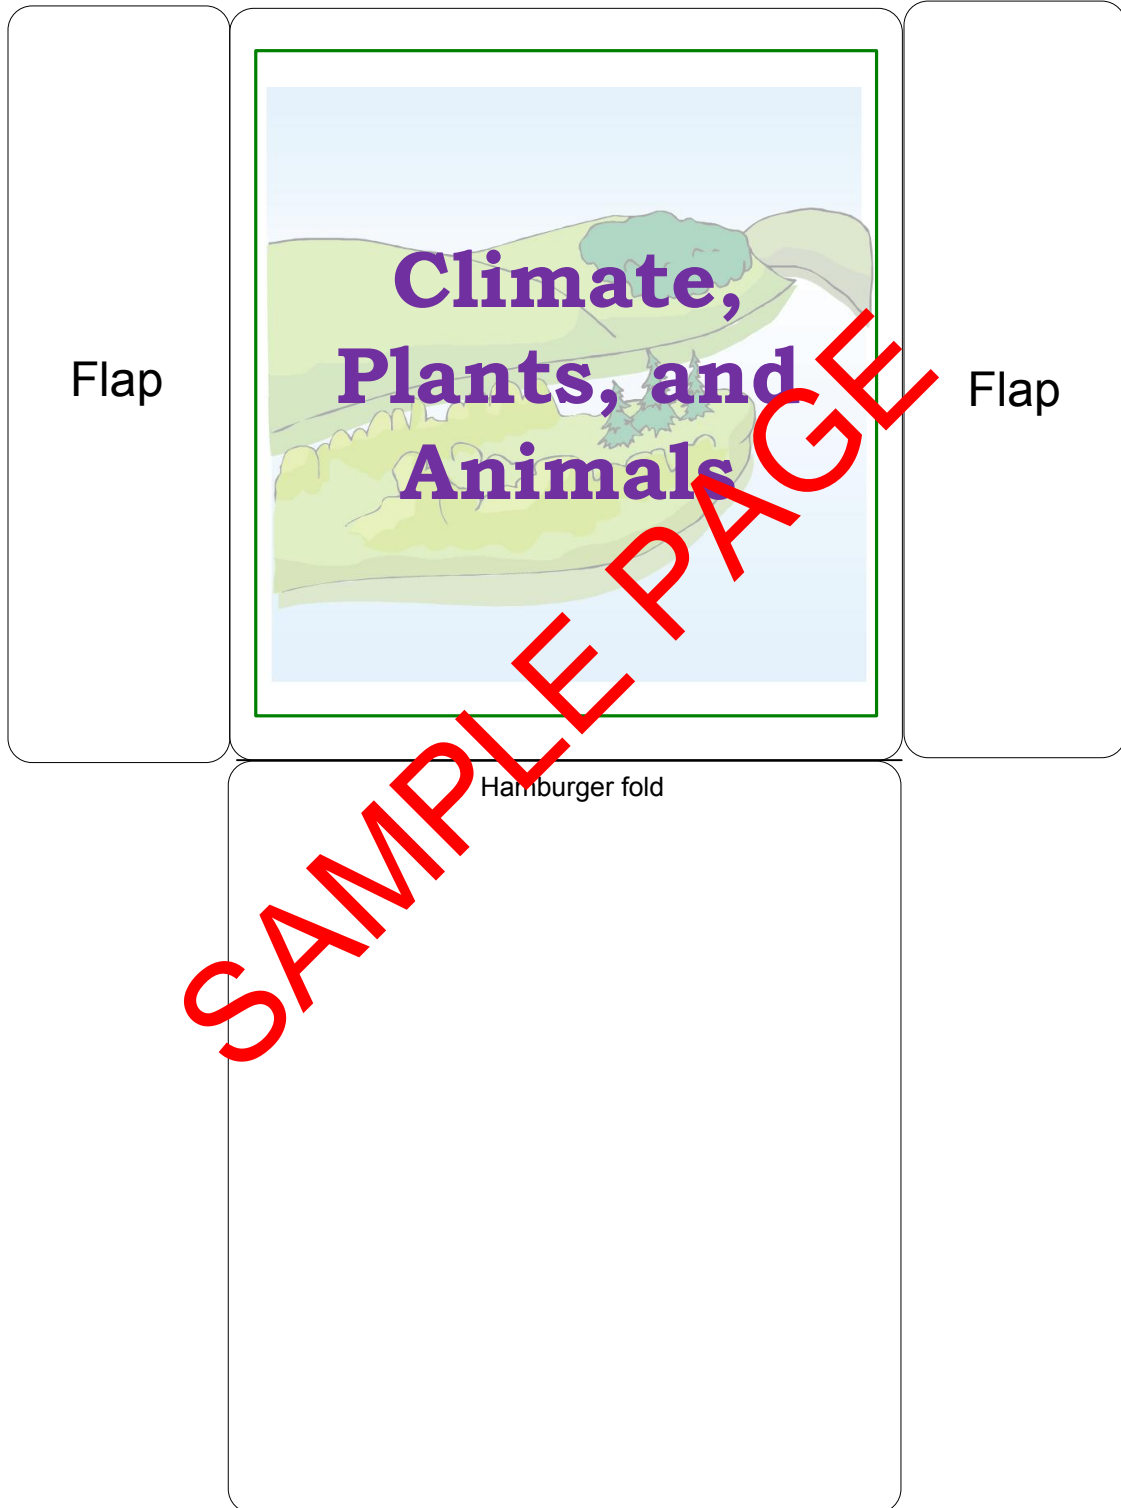 Climate,
Plants, and
Animals
Flap
Flap
Hamburger fold
SAMPLE PAGE